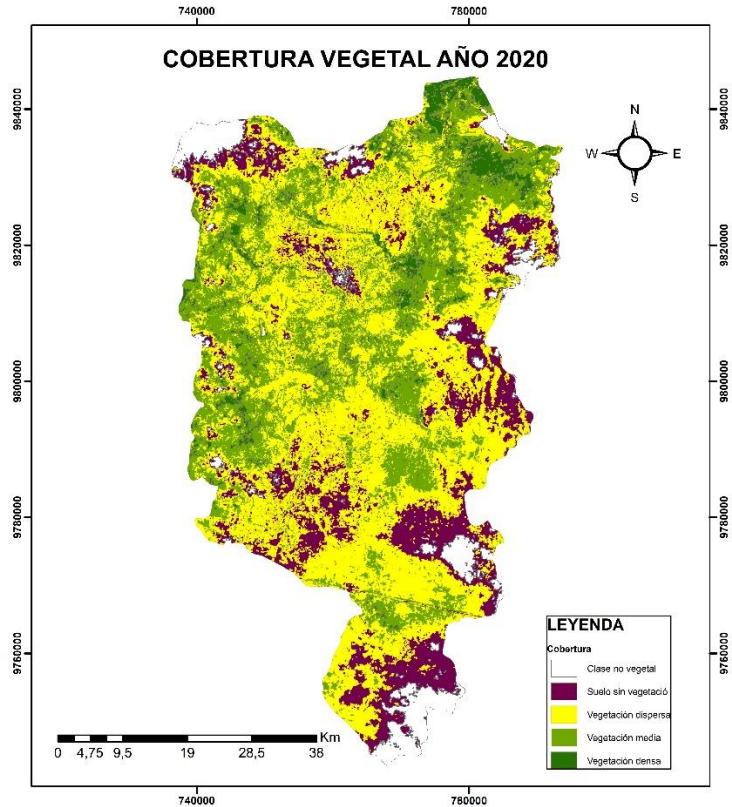 740000 780000
COBERTURA VEGETAL AÑO 2020
9840000 9840000
N
W E
S
9820000 9820000
9800000 9800000
9780000 9780000
9760000 9760000
LEYENDA
Cobertura
Clase no vegetal
Suelo sin vegetació
Vegetación dispersa
Vegetación media
Vegetación densa
Km
0 4,75 9,5 19 28,5 38
740000 780000